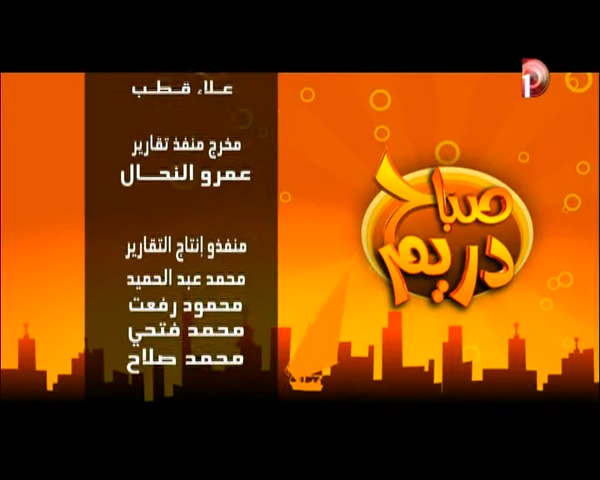 علاء قطب
مخرج منفذ تقارير
عمرو النحال
منفذو إنتاج التقارير
محمد عبد الحميد
محمود رفعت
محمد فتحي
محمد صلاح
صباح
دريم
1